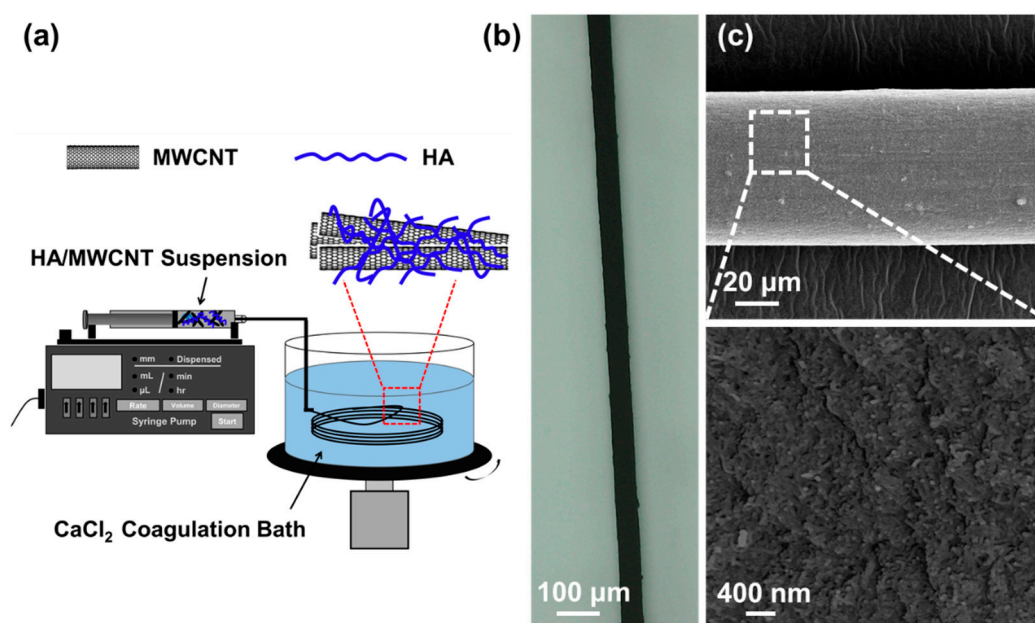 (a)
MWCNT
HA
HA/MWCNT Suspension
mm
Dispensed
mL
min
µL
hr
Rate
Volume
Diameter
Syringe Pump
Start
CaCl₂ Coagulation Bath
(b)
100 µm
(c)
20 µm
400 nm